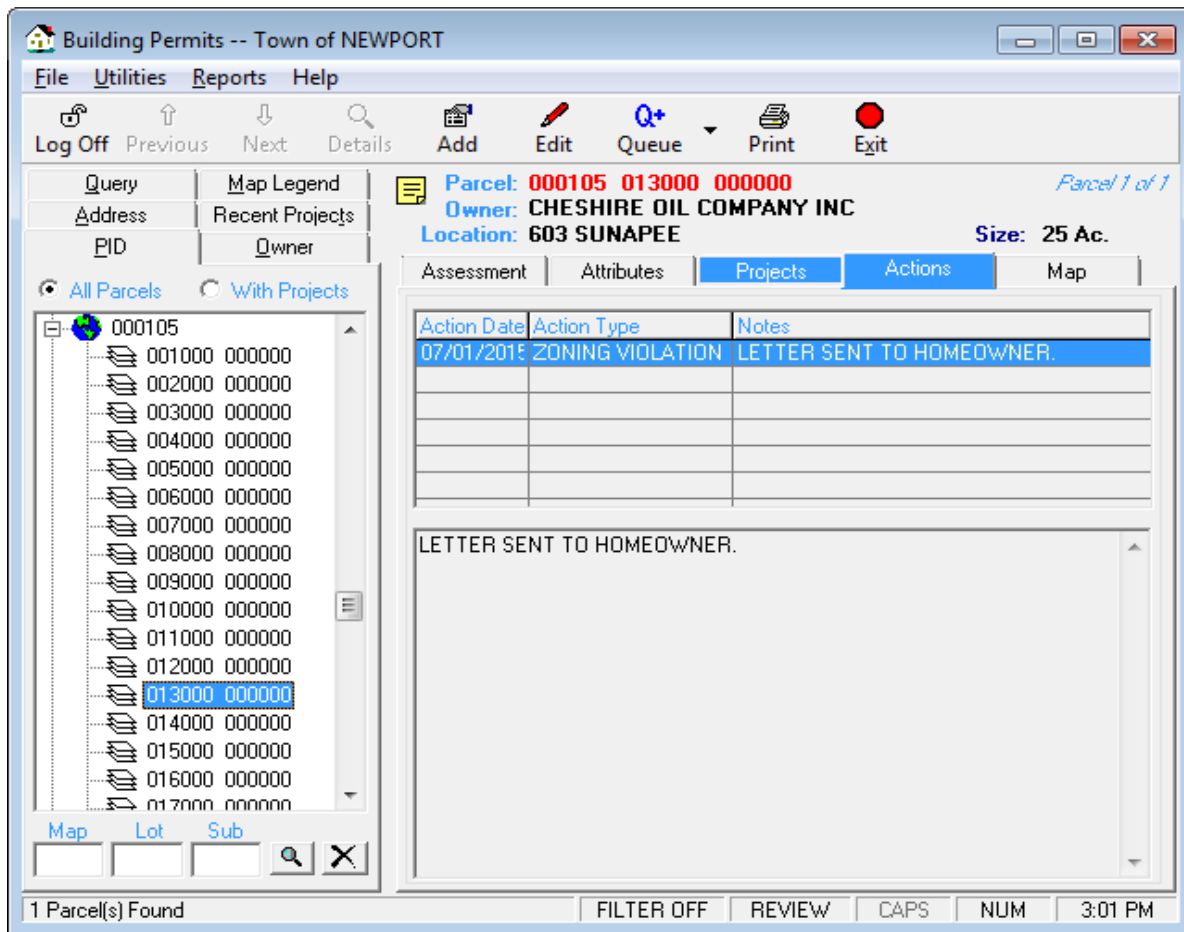 Building Permits -- Town of NEWPORT
File Utilities Reports Help
Log Off Previous Next Details Add Edit Queue Print Exit
Q+
Query Map Legend
Address Recent Projects
PID Owner
All Parcels With Projects
000105
001000 000000
002000 000000
003000 000000
004000 000000
005000 000000
006000 000000
007000 000000
008000 000000
009000 000000
010000 000000
011000 000000
012000 000000
013000 000000
014000 000000
015000 000000
016000 000000
017000 000000
Map Lot Sub
Parcel: 000105 013000 000000 Parcel 1 of 1
Owner: CHESHIRE OIL COMPANY INC
Location: 603 SUNAPEE Size: 25 Ac.
Assessment Attributes Projects Actions Map
Action Date Action Type Notes
07/01/2015 ZONING VIOLATION LETTER SENT TO HOMEOWNER.
LETTER SENT TO HOMEOWNER.
1 Parcel(s) Found FILTER OFF REVIEW CAPS NUM 3:01 PM